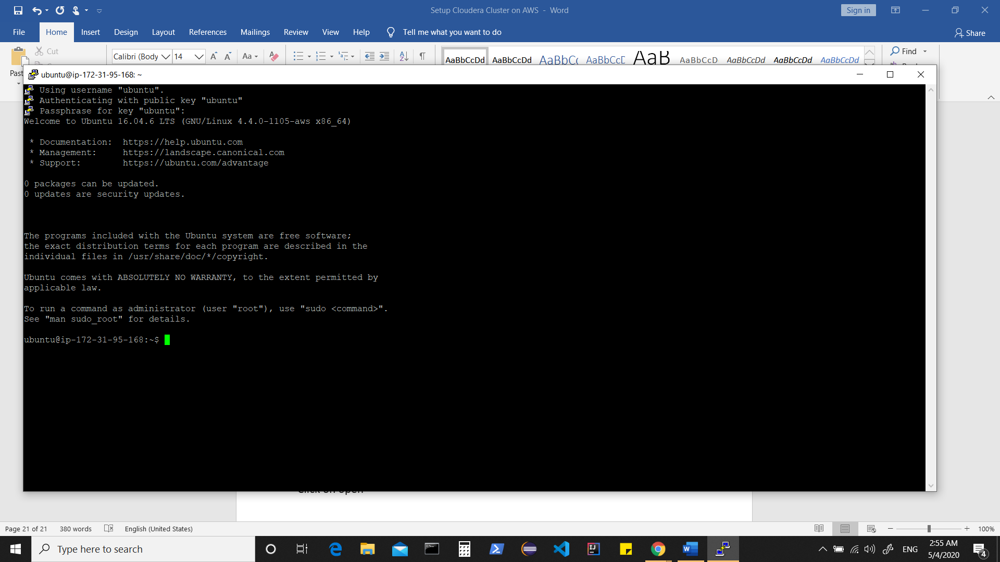 Setup Cloudera Cluster on AWS - Word
Sign in
File Home Insert Design Layout References Mailings Review View Help Tell me what you want to do
Share
Cut
Calibri (Body 14
Aa
AaBbCcDd AaBbCcDd AaBbC AaBbCcE AaB AaBbCcD AaBbCcDd AaBbCcDd AaBbCcDd
Find
Past
ubuntu@ip-172-31-95-168: ~
Using username "ubuntu".
Authenticating with public key "ubuntu"
Passphrase for key "ubuntu":
Welcome to Ubuntu 16.04.6 LTS (GNU/Linux 4.4.0-1105-aws x86_64)
* Documentation: https://help.ubuntu.com
* Management: https://landscape.canonical.com
* Support: https://ubuntu.com/advantage
0 packages can be updated.
0 updates are security updates.
The programs included with the Ubuntu system are free software;
the exact distribution terms for each program are described in the
individual files in /usr/share/doc/*/copyright.
Ubuntu comes with ABSOLUTELY NO WARRANTY, to the extent permitted by
applicable law.
To run a command as administrator (user "root"), use "sudo <command>".
See "man sudo_root" for details.
ubuntu@ip-172-31-95-168:~$
Click on open
Page 21 of 21 380 words English (United States)
100%
Type here to search
ENG
2:55 AM
5/4/2020
4